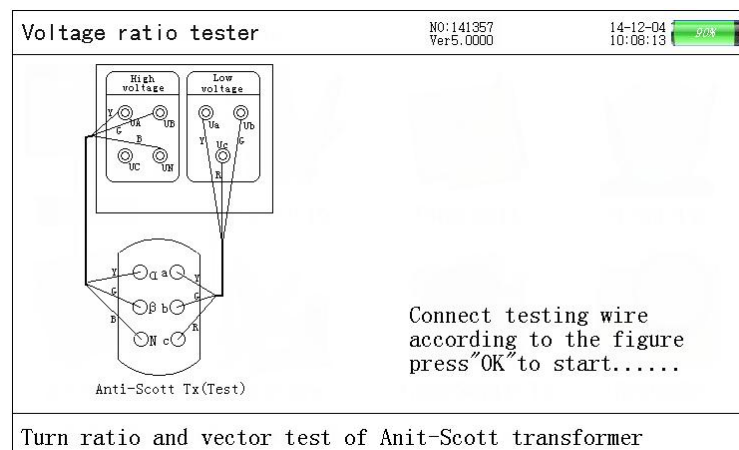 Voltage ratio tester
NO:141357
Ver5.0000
14-12-04
10:08:13
90%
High
voltage
Low
voltage
Y
UA
UB
G
B
UC
UN
Ua
Ub
Y
Uc
G
R
Y
α
a
Y
G
β
b
G
B
N
c
R
Anti-Scott Tx(Test)
Connect testing wire
according to the figure
press"OK"to start......
Turn ratio and vector test of Anit-Scott transformer